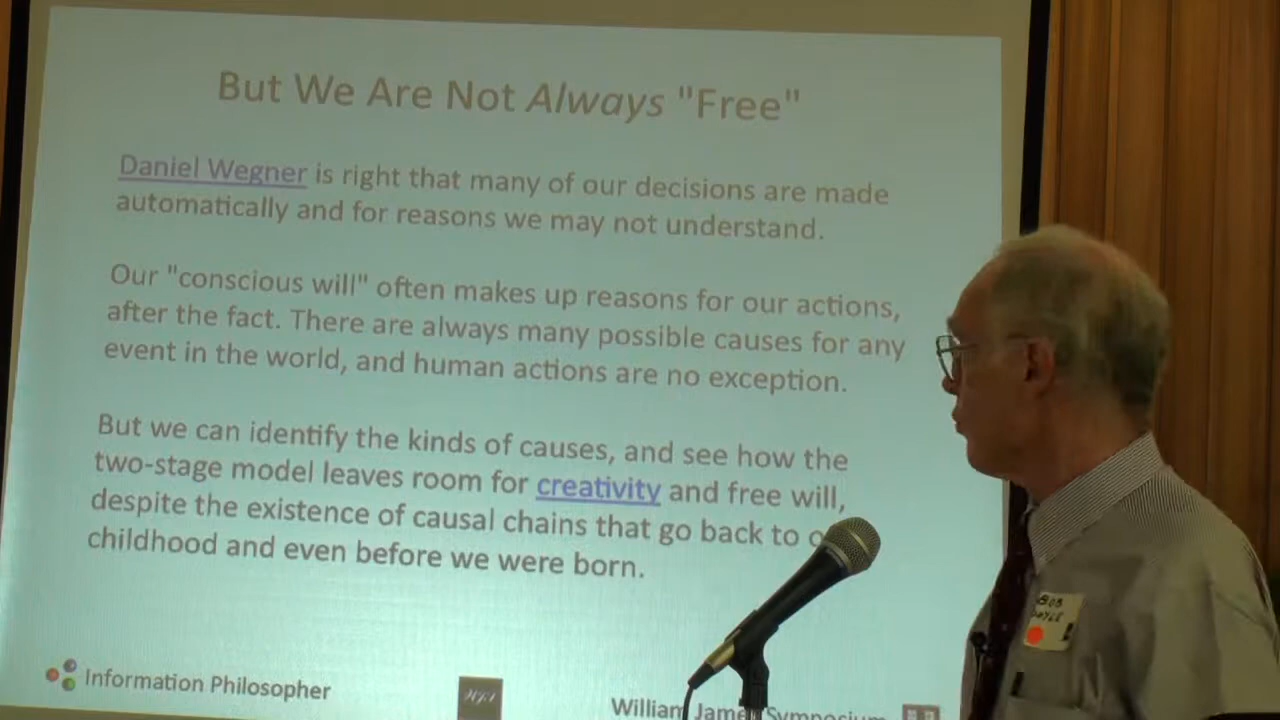 But We Are Not Always "Free"
Daniel Wegner is right that many of our decisions are made
automatically and for reasons we may not understand.
Our "conscious will" often makes up reasons for our actions,
after the fact. There are always many possible causes for any
event in the world, and human actions are no exception.
But we can identify the kinds of causes, and see how the
two-stage model leaves room for creativity and free will,
despite the existence of causal chains that go back to o
childhood and even before we were born.
Information Philosopher
William James Symposium
BOB
DOYLE